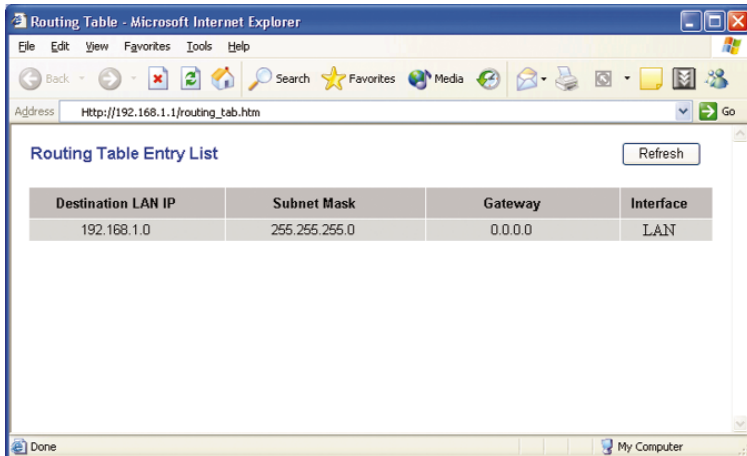 Routing Table - Microsoft Internet Explorer
File Edit View Favorites Tools Help
Back Search Favorites Media
Address Http://192.168.1.1/routing_tab.htm Go
Routing Table Entry List Refresh
Destination LAN IP Subnet Mask Gateway Interface
192.168.1.0 255.255.255.0 0.0.0.0 LAN
Done My Computer